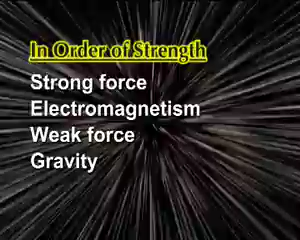 In Order of Strength
Strong force
Electromagnetism
Weak force
Gravity